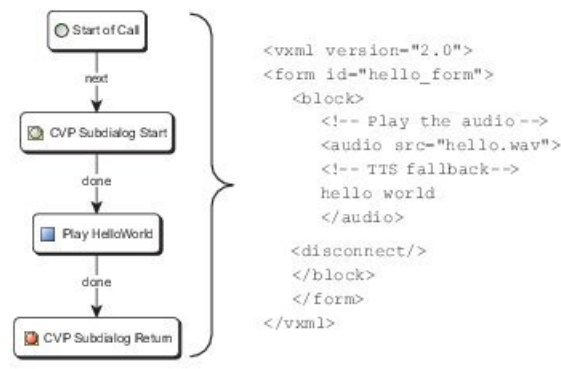 Start of Call
next
CVP Subdialog Start
done
Play HelloWorld
done
CVP Subdialog Return
<vxml version="2.0">
<form id="hello_form">
<block>
<!-- Play the audio -->
<audio src="hello.wav">
<!-- TTS fallback-->
hello world
</audio>
<disconnect/>
</block>
</form>
</vxml>